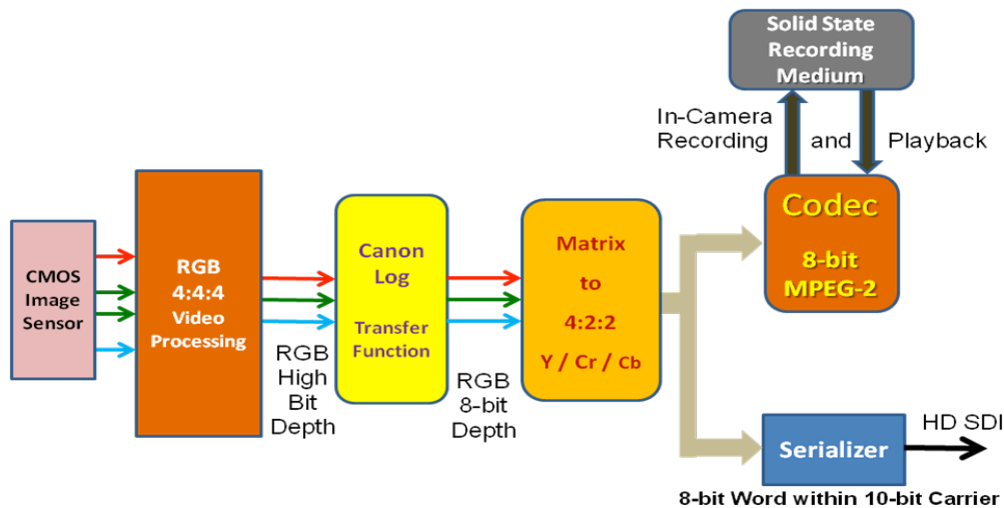 Solid State
Recording
Medium
In-Camera
Recording and Playback
Codec
8-bit
MPEG-2
CMOS
Image
Sensor
RGB
4:4:4
Video
Processing
RGB
High
Bit
Depth
Canon
Log
Transfer
Function
RGB
8-bit
Depth
Matrix
to
4:2:2
Y / Cr / Cb
Serializer
HD SDI
8-bit Word within 10-bit Carrier